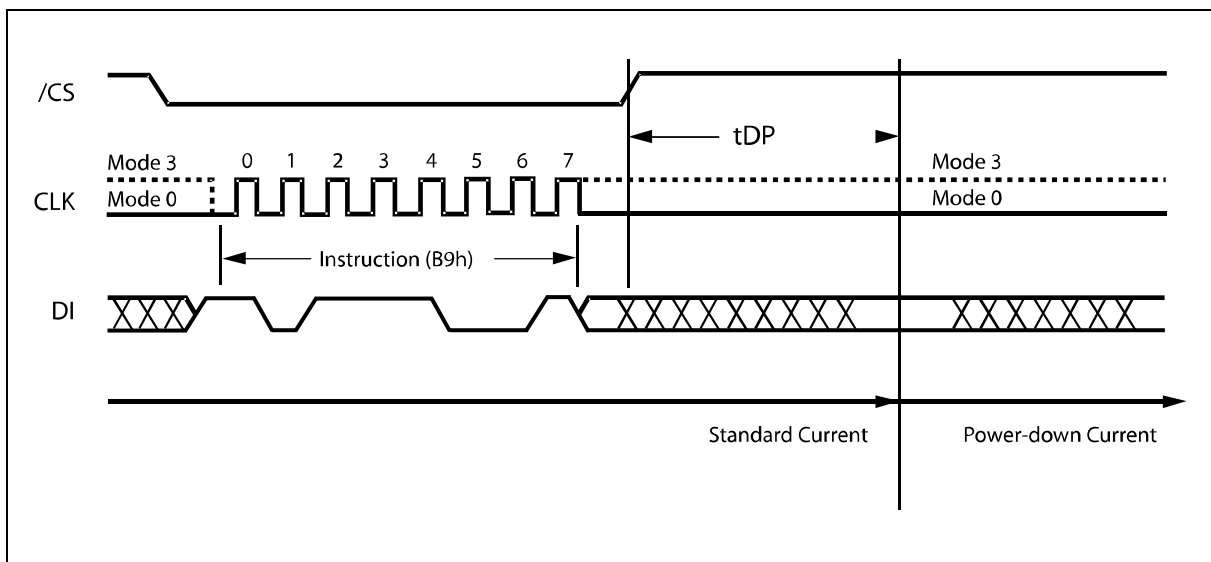 /CS
tDP
Mode 3
0 1 2 3 4 5 6 7
Mode 3
CLK
Mode 0
Mode 0
Instruction (B9h)
DI
Standard Current
Power-down Current